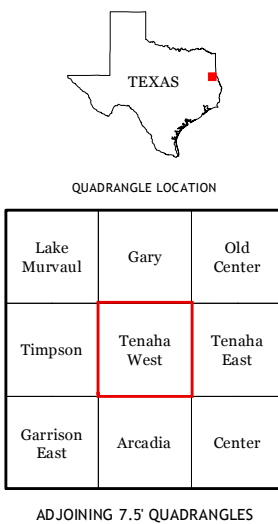 TEXAS
QUADRANGLE LOCATION
Lake
Murvaul
Gary
Old
Center
Timpson
Tenaha
West
Tenaha
East
Garrison
East
Arcadia
Center
ADJOINING 7.5' QUADRANGLES